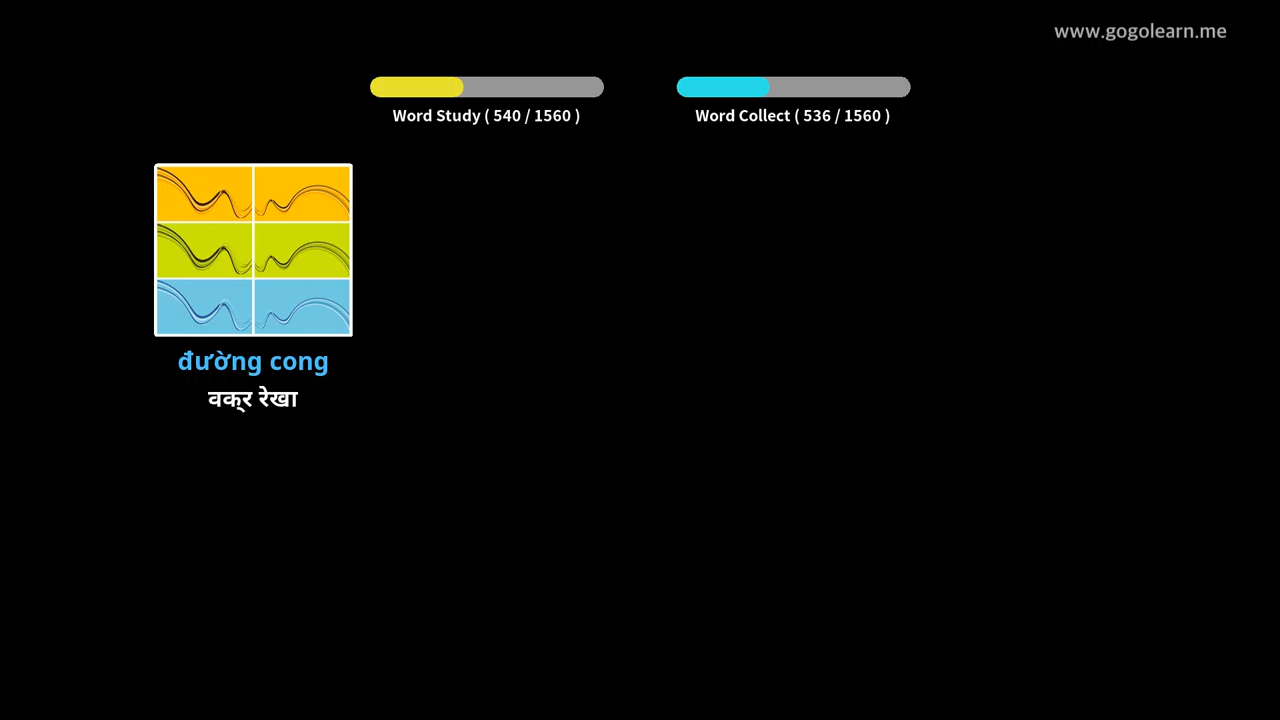 www.gogolearn.me
Word Study ( 540 / 1560 )
Word Collect ( 536 / 1560 )
đường cong
वक्र रेखा